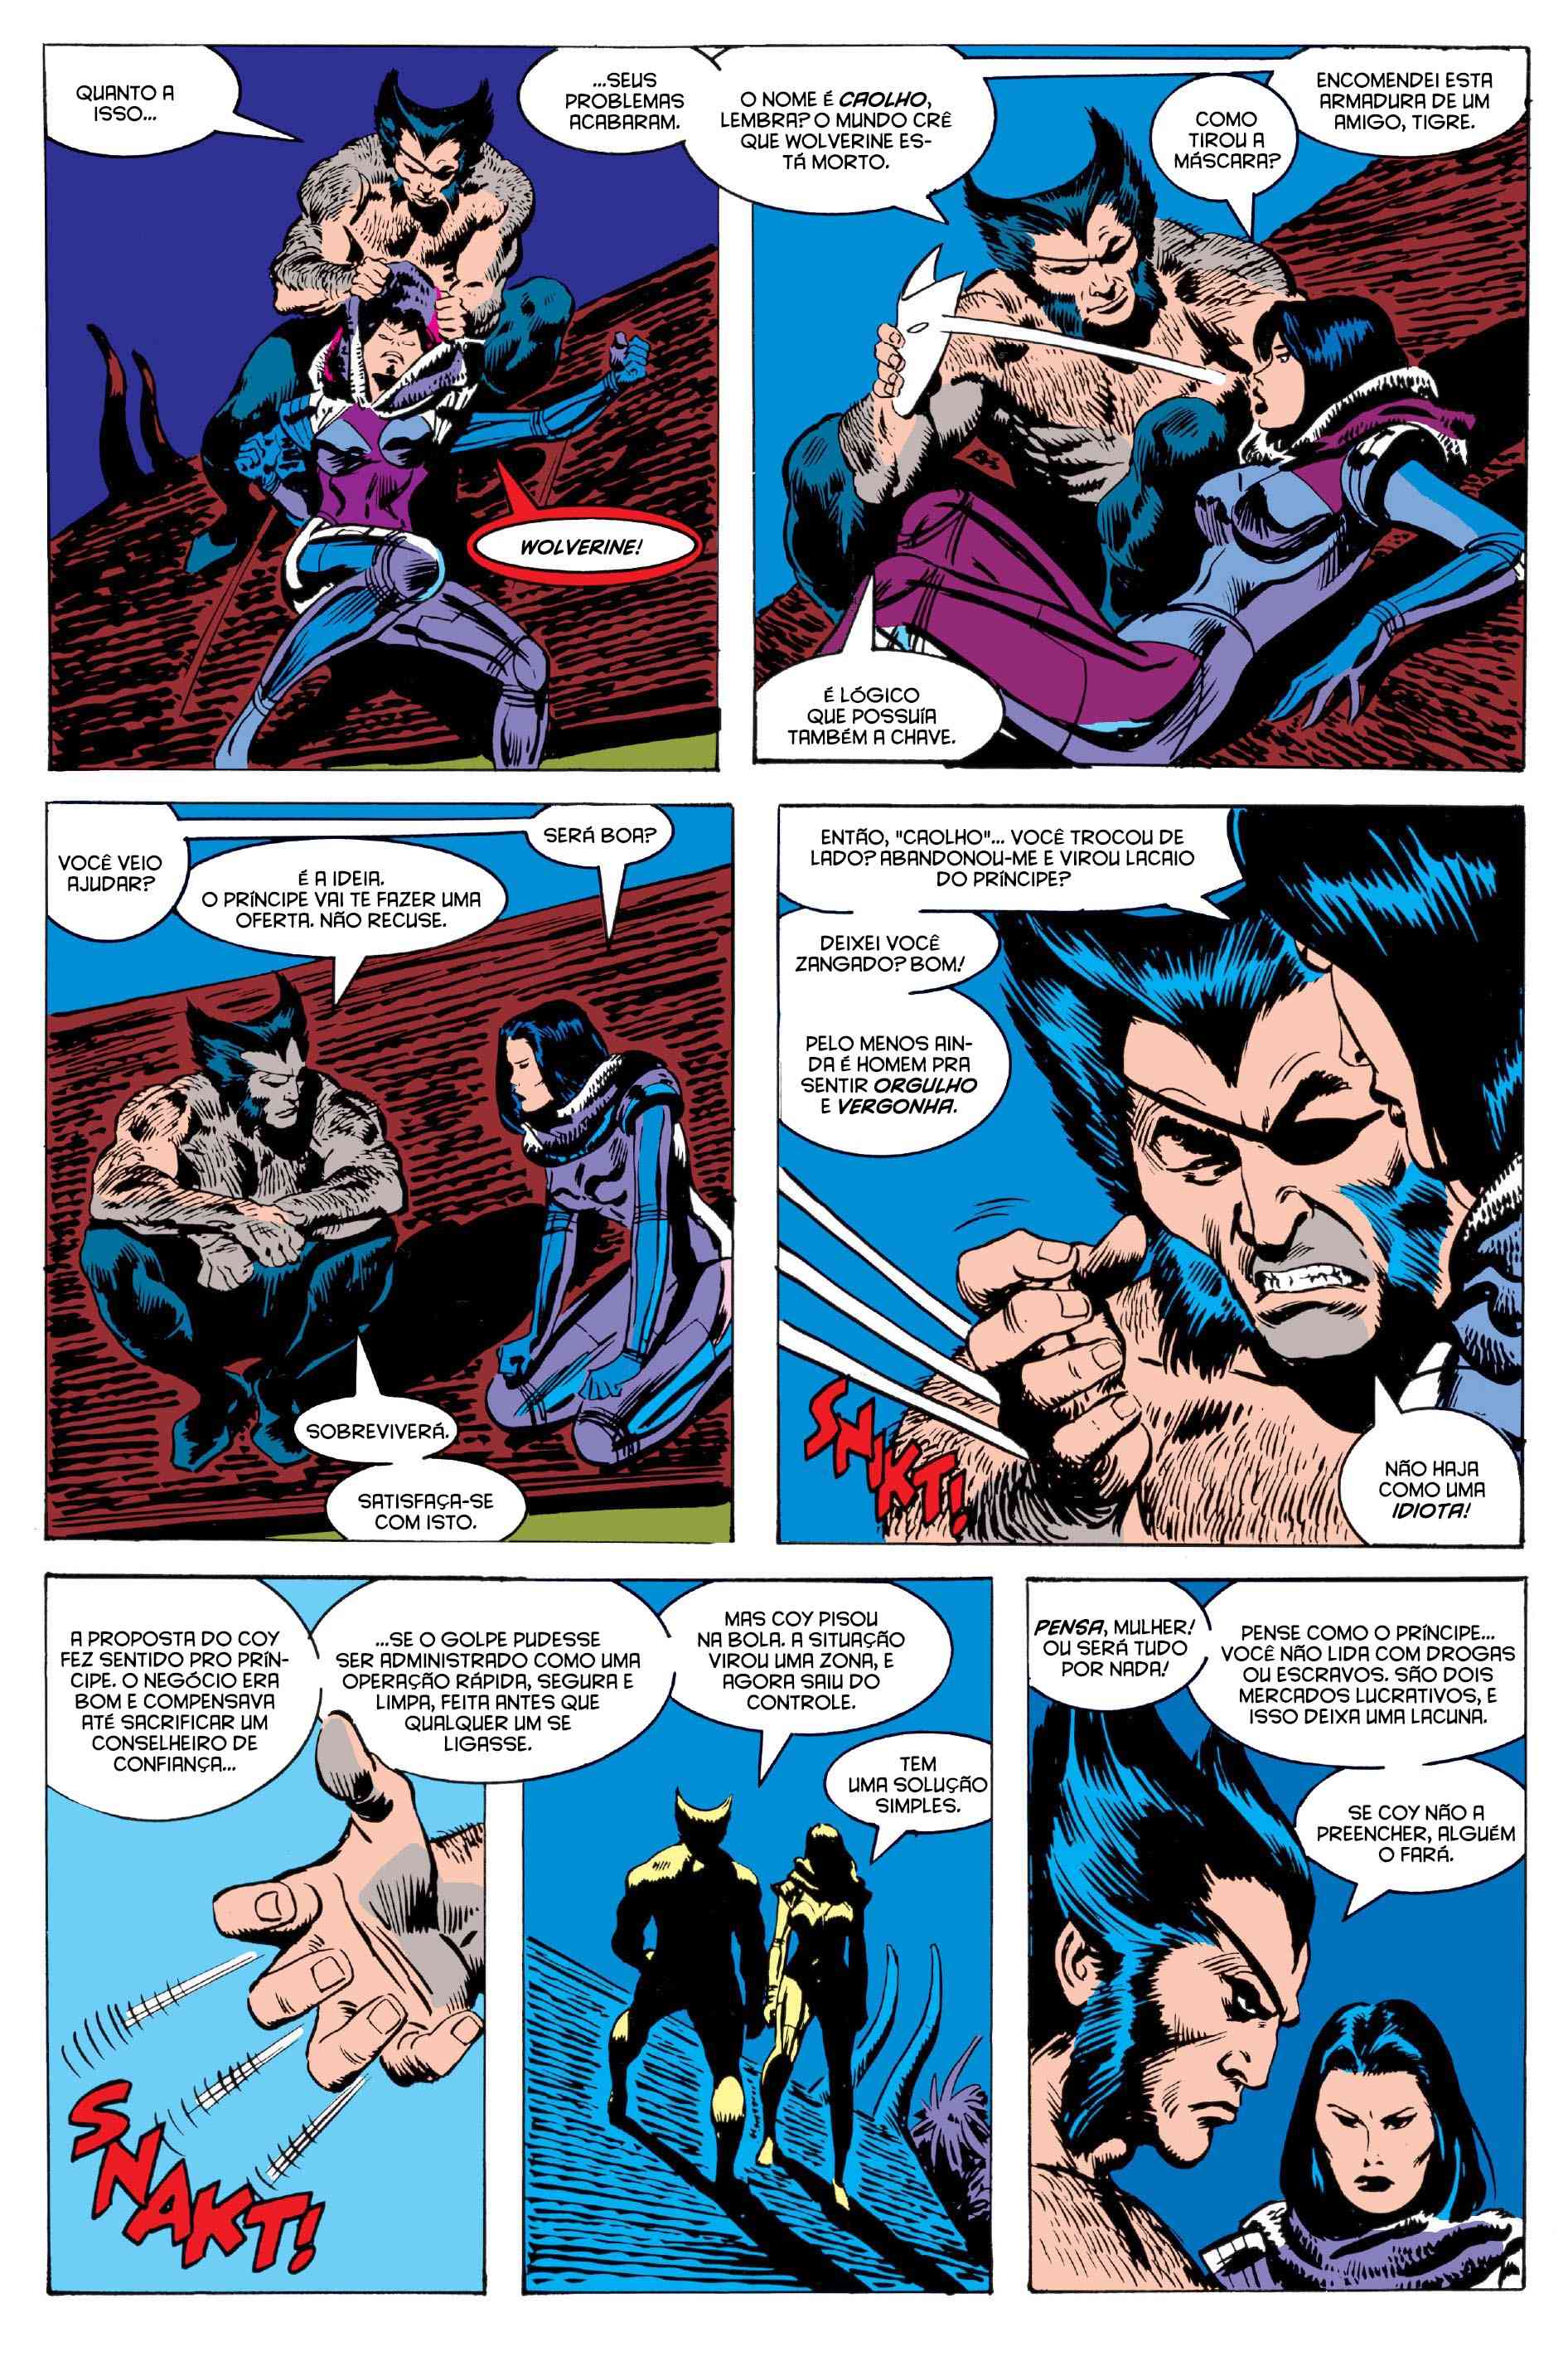 QUANTO A
ISSO...
...SEUS
PROBLEMAS
ACABARAM.
WOLVERINE!
O NOME É CAOLHO,
LEMBRA? O MUNDO CRÊ
QUE WOLVERINE ES-
TÁ MORTO.
COMO
TIROU A
MÁSCARA?
ENCOMENDEI ESTA
ARMADURA DE UM
AMIGO, TIGRE.
É LÓGICO
QUE POSSUÍA
TAMBÉM A CHAVE.
VOCÊ VEIO
AJUDAR?
É A IDEIA.
O PRÍNCIPE VAI TE FAZER UMA
OFERTA. NÃO RECUSE.
SERÁ BOA?
SOBREVIVERÁ.
SATISFAÇA-SE
COM ISTO.
ENTÃO, "CAOLHO"... VOCÊ TROCOU DE
LADO? ABANDONOU-ME E VIROU LACAIO
DO PRÍNCIPE?
DEIXEI VOCÊ
ZANGADO? BOM!
PELO MENOS AIN-
DA É HOMEM PRA
SENTIR ORGULHO
E VERGONHA.
SNIKT!
NÃO HAJA
COMO UMA
IDIOTA!
A PROPOSTA DO COY
FEZ SENTIDO PRO PRÍN-
CIPE. O NEGÓCIO ERA
BOM E COMPENSAVA
ATÉ SACRIFICAR UM
CONSELHEIRO DE
CONFIANÇA...
SNAKT!
...SE O GOLPE PUDESSE
SER ADMINISTRADO COMO UMA
OPERAÇÃO RÁPIDA, SEGURA E
LIMPA, FEITA ANTES QUE
QUALQUER UM SE
LIGASSE.
MAS COY PISOU
NA BOLA. A SITUAÇÃO
VIROU UMA ZONA, E
AGORA SAIU DO
CONTROLE.
TEM
UMA SOLUÇÃO
SIMPLES.
PENSA, MULHER!
OU SERÁ TUDO
POR NADA!
PENSE COMO O PRÍNCIPE...
VOCÊ NÃO LIDA COM DROGAS
OU ESCRAVOS. SÃO DOIS
MERCADOS LUCRATIVOS, E
ISSO DEIXA UMA LACUNA.
SE COY NÃO A
PREENCHER, ALGUÉM
O FARÁ.